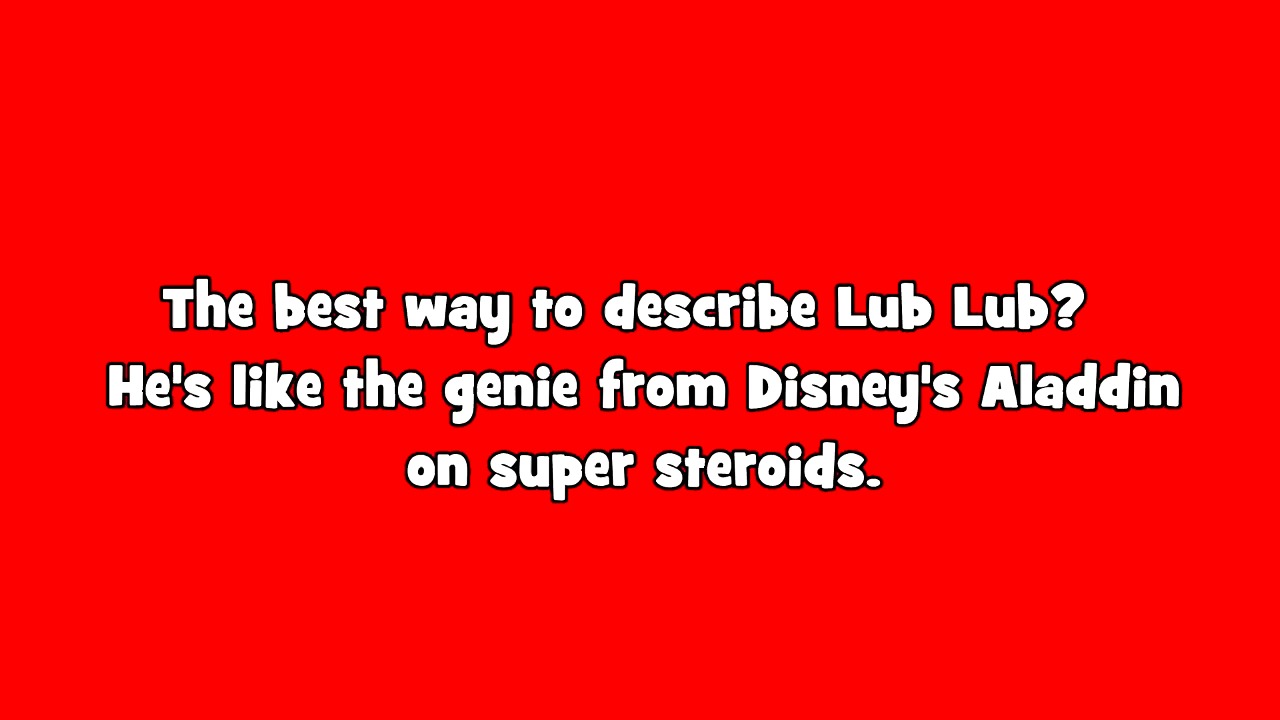 The best way to describe Lub Lub?
He's like the genie from Disney's Aladdin
on super steroids.